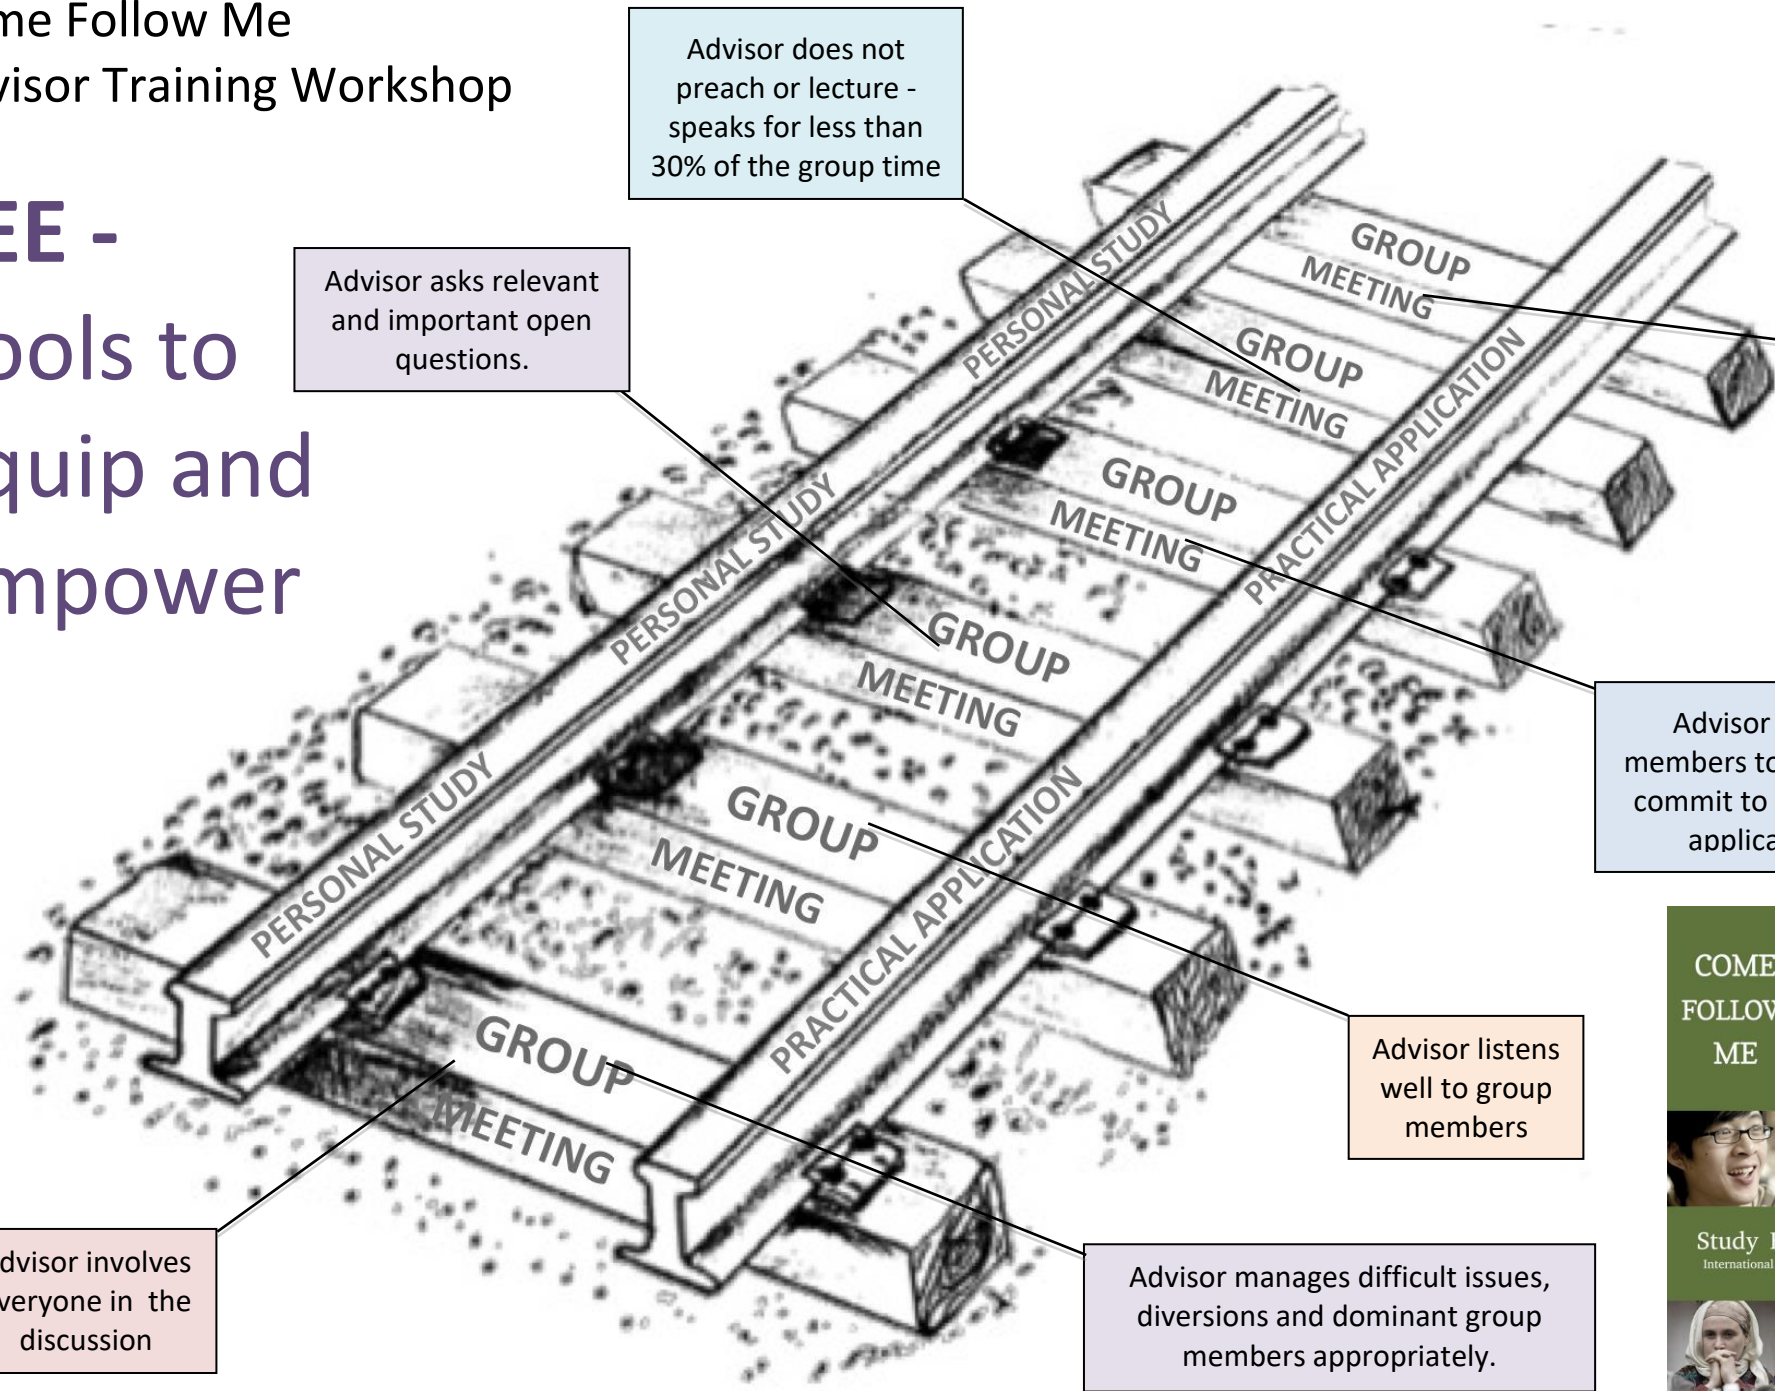 me Follow Me
visor Training Workshop
EE -
ools to
quip and
mpower
Advisor does not
preach or lecture -
speaks for less than
30% of the group time
Advisor asks relevant
and important open
questions.
PERSONAL STUDY
PERSONAL STUDY
PERSONAL STUDY
GROUP
MEETING
GROUP
MEETING
GROUP
MEETING
GROUP
MEETING
GROUP
MEETING
GROUP
MEETING
PRACTICAL APPLICATION
PRACTICAL APPLICATION
Advisor
members to
commit to
applica
COME
FOLLOW
ME
Study
International
Advisor listens
well to group
members
dvisor involves
veryone in the
discussion
Advisor manages difficult issues,
diversions and dominant group
members appropriately.